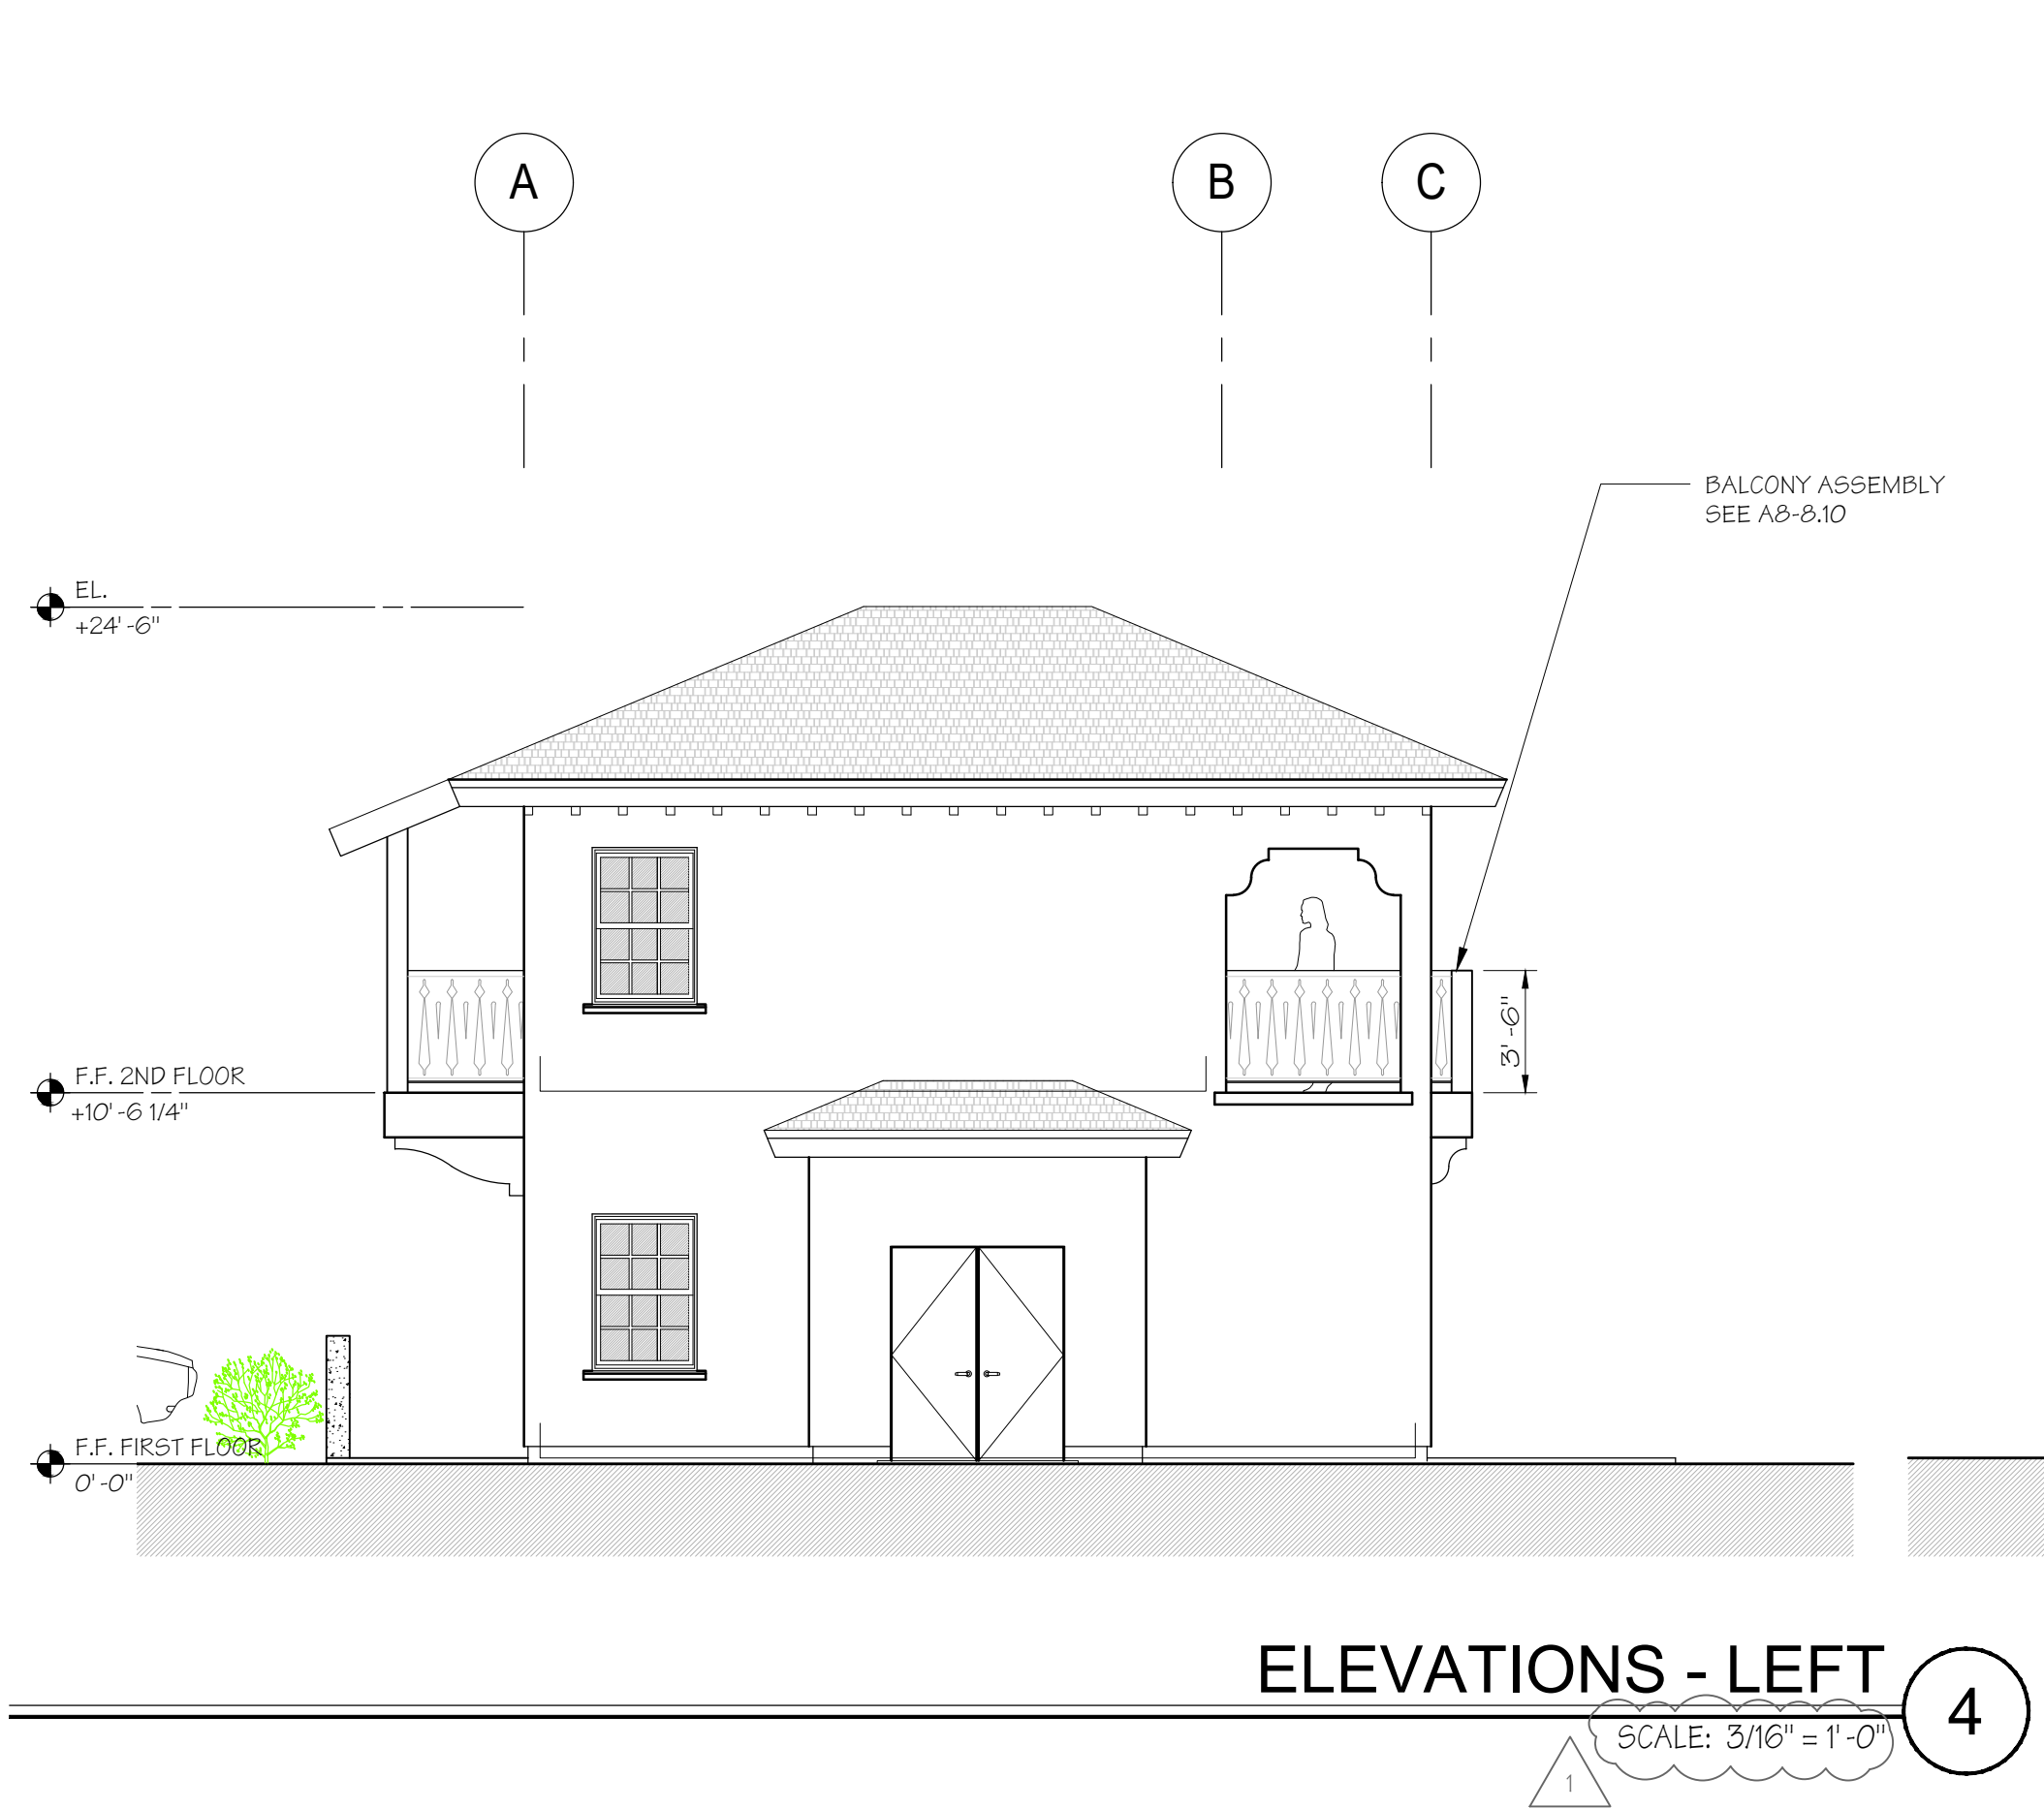 A
B
C
BALCONY ASSEMBLY
SEE A8-8.10
EL.
+24'-6"
3'-6"
F.F. 2ND FLOOR
+10'-6 1/4"
F.F. FIRST FLOOR
0'-0"
ELEVATIONS - LEFT
4
SCALE: 3/16" = 1'-0"
1